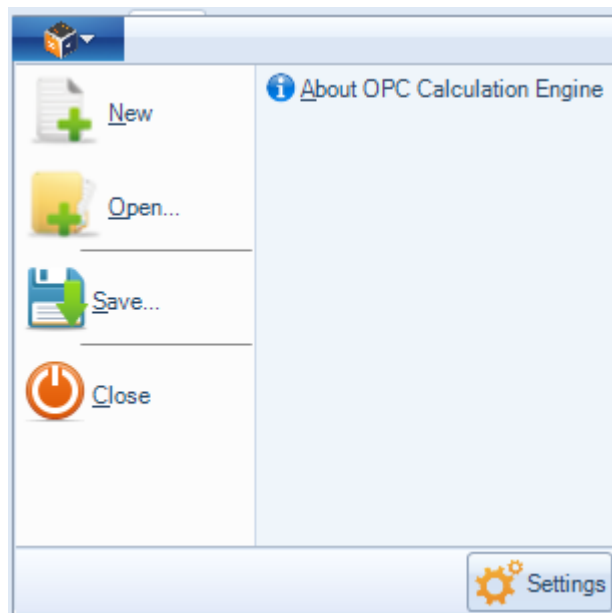 New
About OPC Calculation Engine
Open...
Save...
Close
Settings